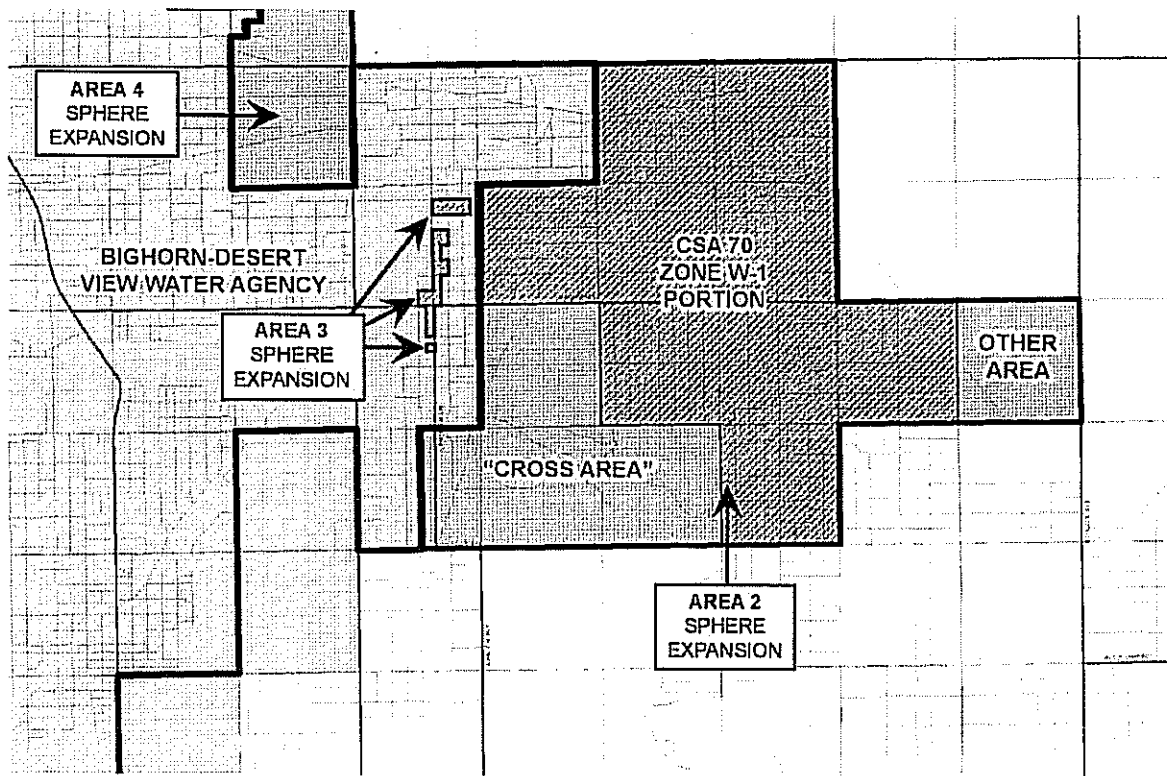 AREA 4
SPHERE
EXPANSION
BIGHORN-DESERT
VIEW WATER AGENCY
AREA 3
SPHERE
EXPANSION
CSA 70
ZONE W-1
PORTION
OTHER
AREA
"CROSS AREA"
AREA 2
SPHERE
EXPANSION